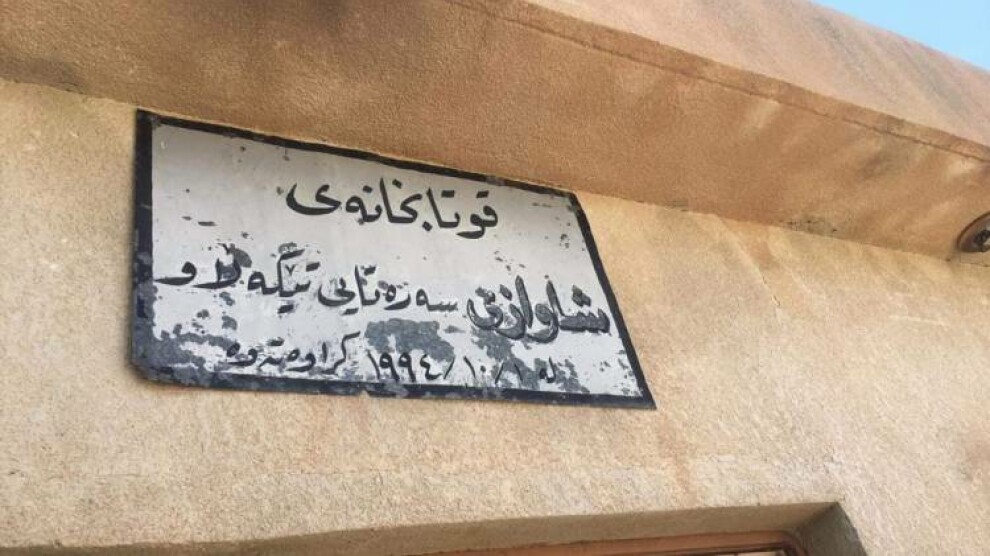 قوتابخانەی
شاوازی سەرەتایی تێکەڵاو
لە ١٩٩٤/١٠/١ کراوەتەوە